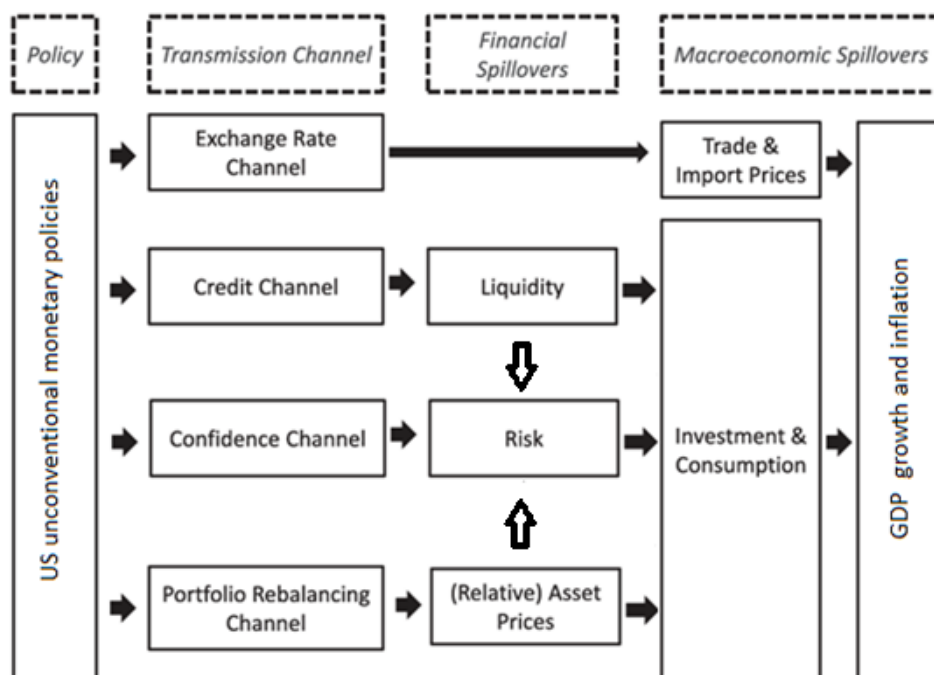 Policy
Transmission Channel
Financial
Spillovers
Macroeconomic Spillovers
US unconventional monetary policies
Exchange Rate
Channel
Trade &
Import Prices
Credit Channel
Liquidity
Confidence Channel
Risk
Investment &
Consumption
Portfolio Rebalancing
Channel
(Relative) Asset
Prices
GDP growth and inflation